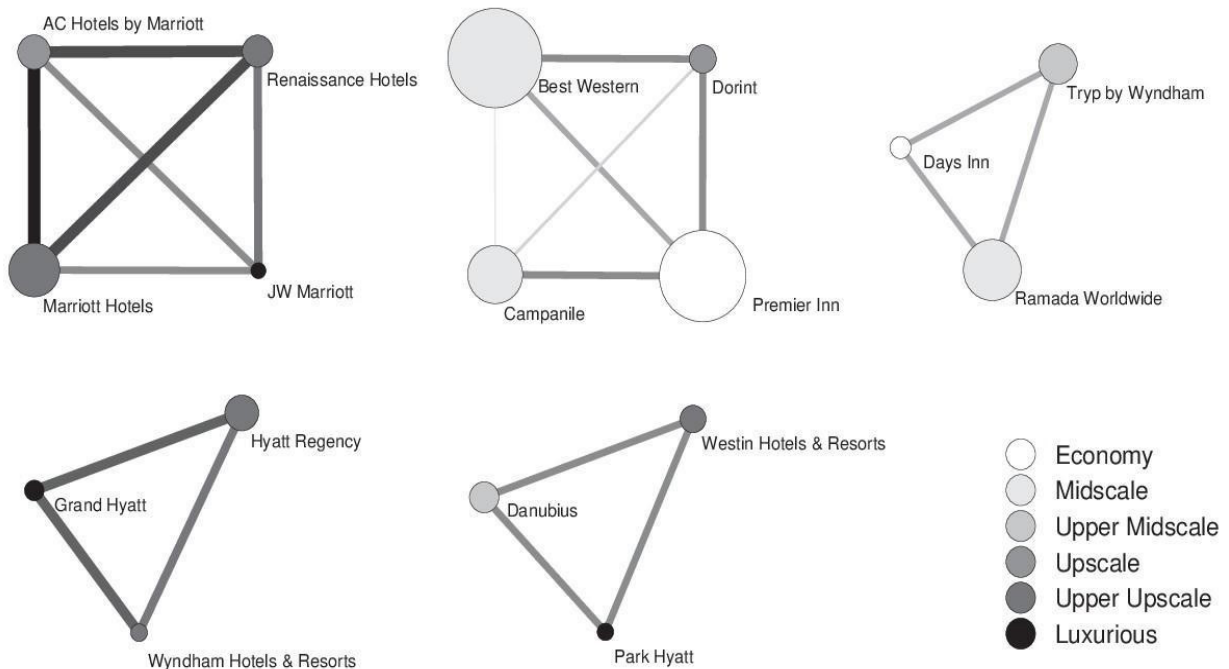 AC Hotels by Marriott
Renaissance Hotels
Marriott Hotels
JW Marriott
Best Western
Dorint
Campanile
Premier Inn
Tryp by Wyndham
Days Inn
Ramada Worldwide
Hyatt Regency
Grand Hyatt
Wyndham Hotels & Resorts
Westin Hotels & Resorts
Danubius
Park Hyatt
Economy
Midscale
Upper Midscale
Upscale
Upper Upscale
Luxurious